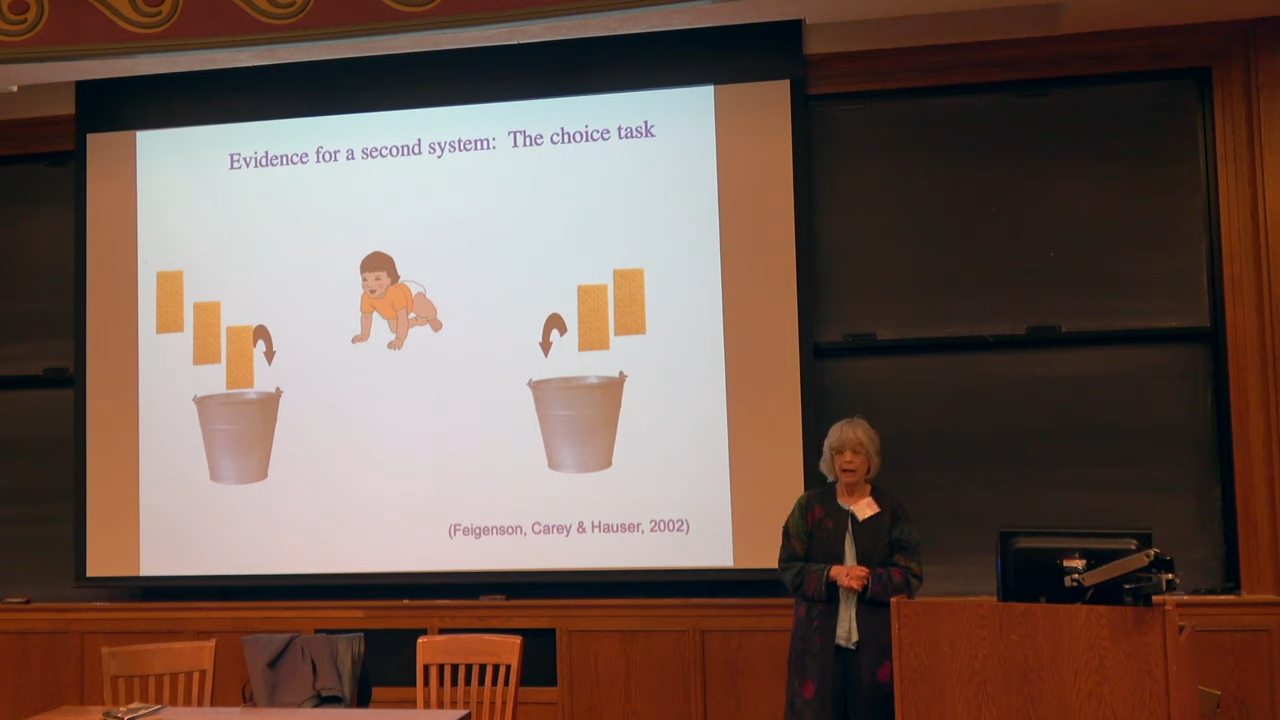 Evidence for a second system: The choice task
(Feigenson, Carey & Hauser, 2002)